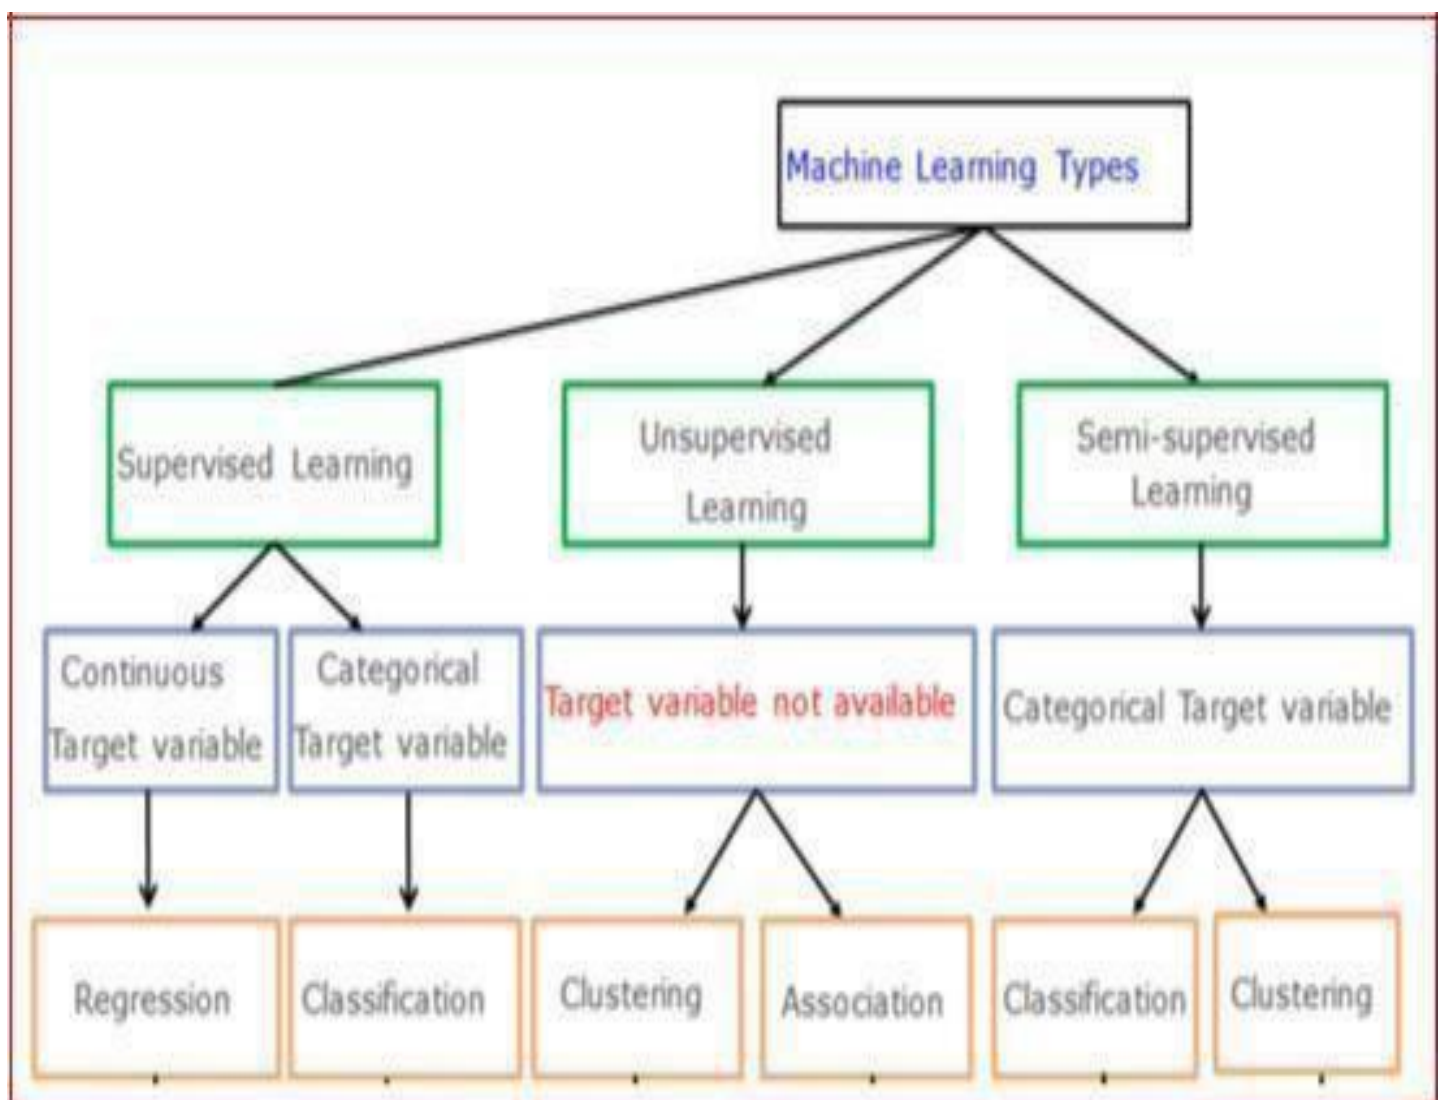 Machine Learning Types
Supervised Learning
Unsupervised
Learning
Semi-supervised
Learning
Continuous
Target variable
Categorical
Target variable
Target variable not available
Categorical Target variable
Regression
Classification
Clustering
Association
Classification
Clustering